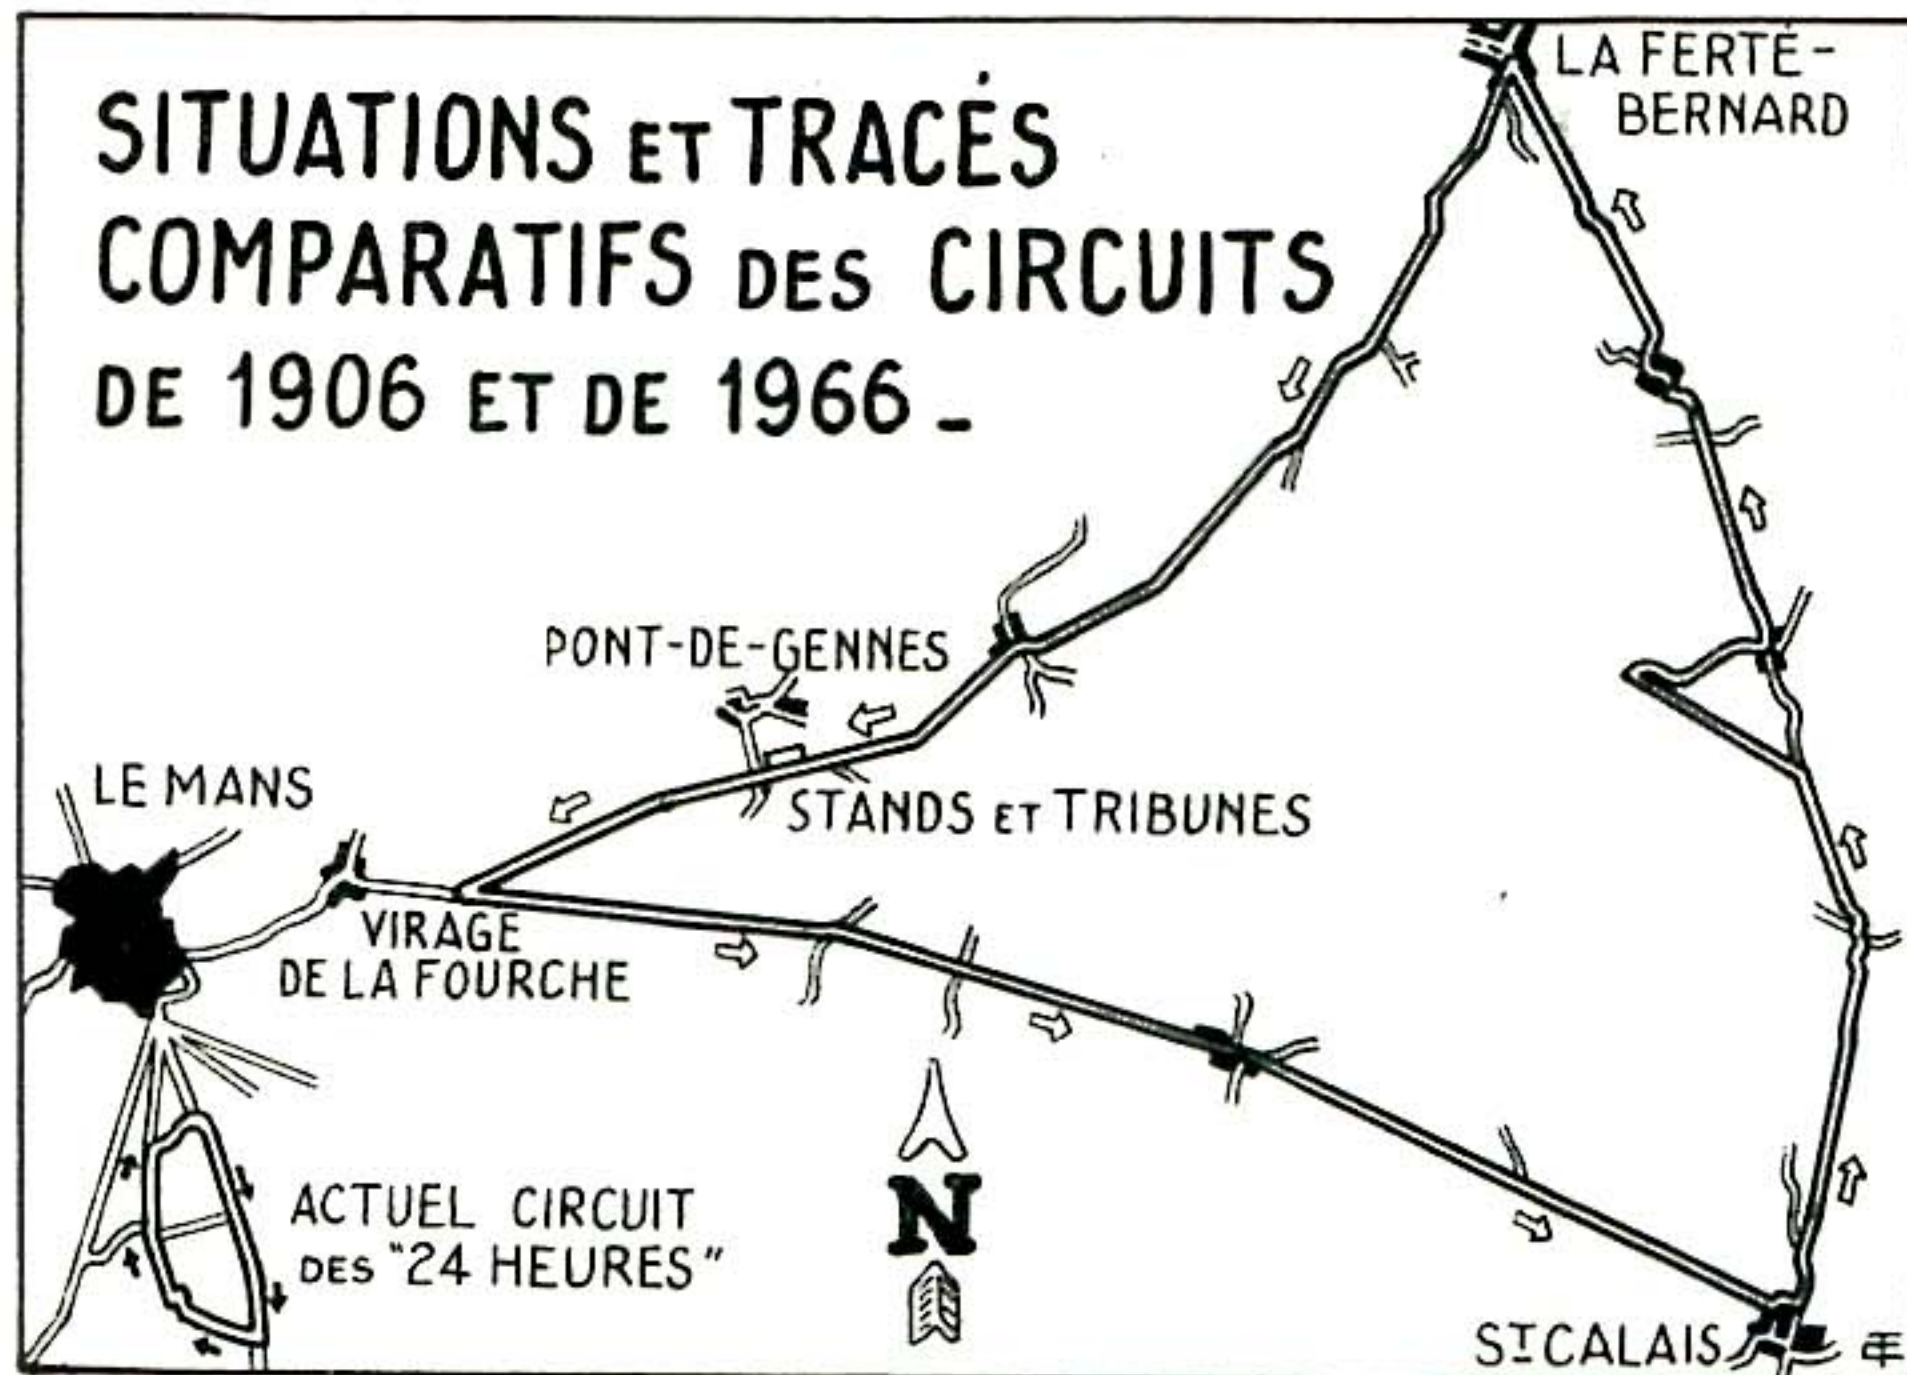 SITUATIONS ET TRACÉS
COMPARATIFS DES CIRCUITS
DE 1906 ET DE 1966 -
LA FERTÉ-
BERNARD
PONT-DE-GENNES
LE MANS
STANDS ET TRIBUNES
VIRAGE
DE LA FOURCHE
N
ACTUEL CIRCUIT
DES "24 HEURES"
ST CALAIS